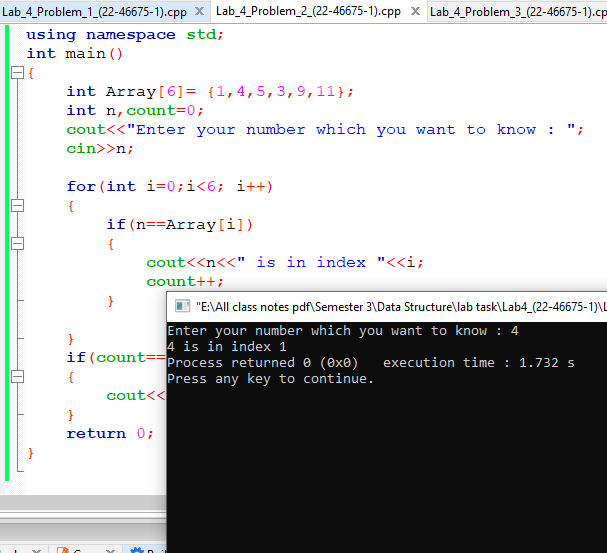 Lab_4_Problem_1_(22-46675-1).cpp Lab_4_Problem_2_(22-46675-1).cpp Lab_4_Problem_3_(22-46675-1).cpp
using namespace std;
int main()
{
int Array[6]= {1,4,5,3,9,11};
int n,count=0;
cout<<"Enter your number which you want to know : ";
cin>>n;
for(int i=0;i<6; i++)
{
if(n==Array[i])
{
cout<<n<<" is in index "<<i;
count++;
}
}
if(count==
{
cout<<
}
return 0;
}
"E:\All class notes pdf\Semester 3\Data Structure\lab task\Lab4_(22-46675-1)\L
Enter your number which you want to know : 4
4 is in index 1
Process returned 0 (0x0)   execution time : 1.732 s
Press any key to continue.